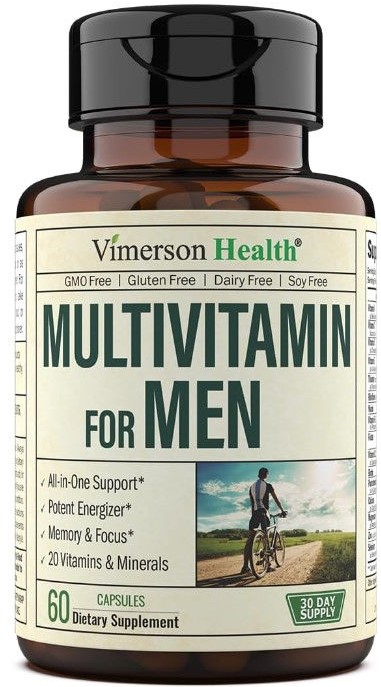 Vimerson Health®
GMO Free | Gluten Free | Dairy Free | Soy Free
MULTIVITAMIN
FOR MEN
✓ All-in-One Support*
✓ Potent Energizer*
✓ Memory & Focus*
✓ 20 Vitamins & Minerals
60 CAPSULES
Dietary Supplement
30 DAY
SUPPLY